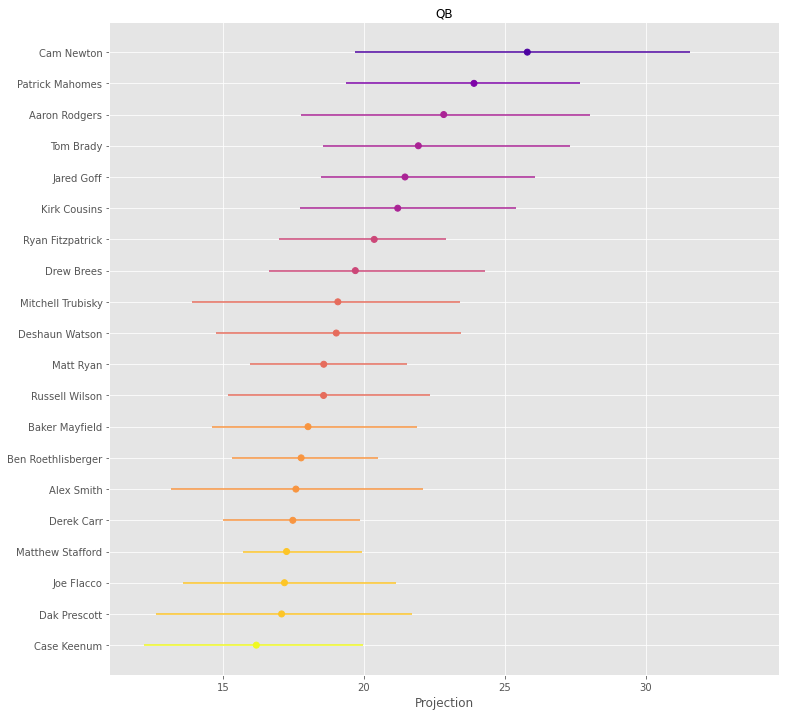 QB
Cam Newton
Patrick Mahomes
Aaron Rodgers
Tom Brady
Jared Goff
Kirk Cousins
Ryan Fitzpatrick
Drew Brees
Mitchell Trubisky
Deshaun Watson
Matt Ryan
Russell Wilson
Baker Mayfield
Ben Roethlisberger
Alex Smith
Derek Carr
Matthew Stafford
Joe Flacco
Dak Prescott
Case Keenum
15 20 25 30
Projection